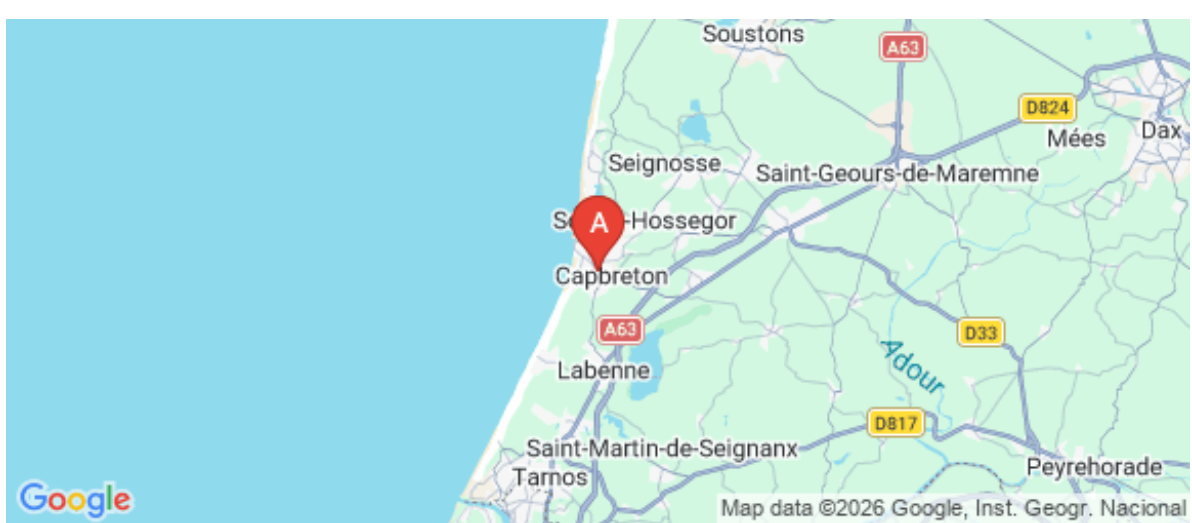 Soustons
A63
D824
Mées
Dax
Seignosse
Saint-Geours-de-Maremne
-Hossegor
A
Capbreton
A63
D33
Labenne
Adour
D817
Saint-Martin-de-Seignanx
Tarnos
Peyrehorade
Google
Map data ©2026 Google, Inst. Geogr. Nacional